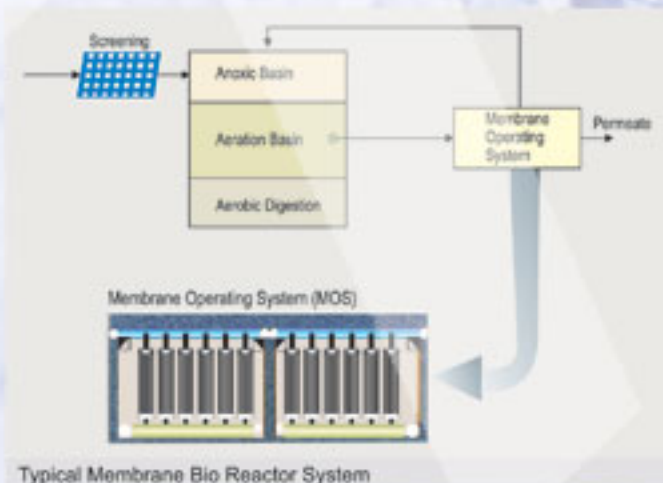 Screening
Anoxic Basin
Aeration Basin
Aerobic Digestion
Membrane
Operating
System
Permeate
Membrane Operating System (MOS)
Typical Membrane Bio Reactor System